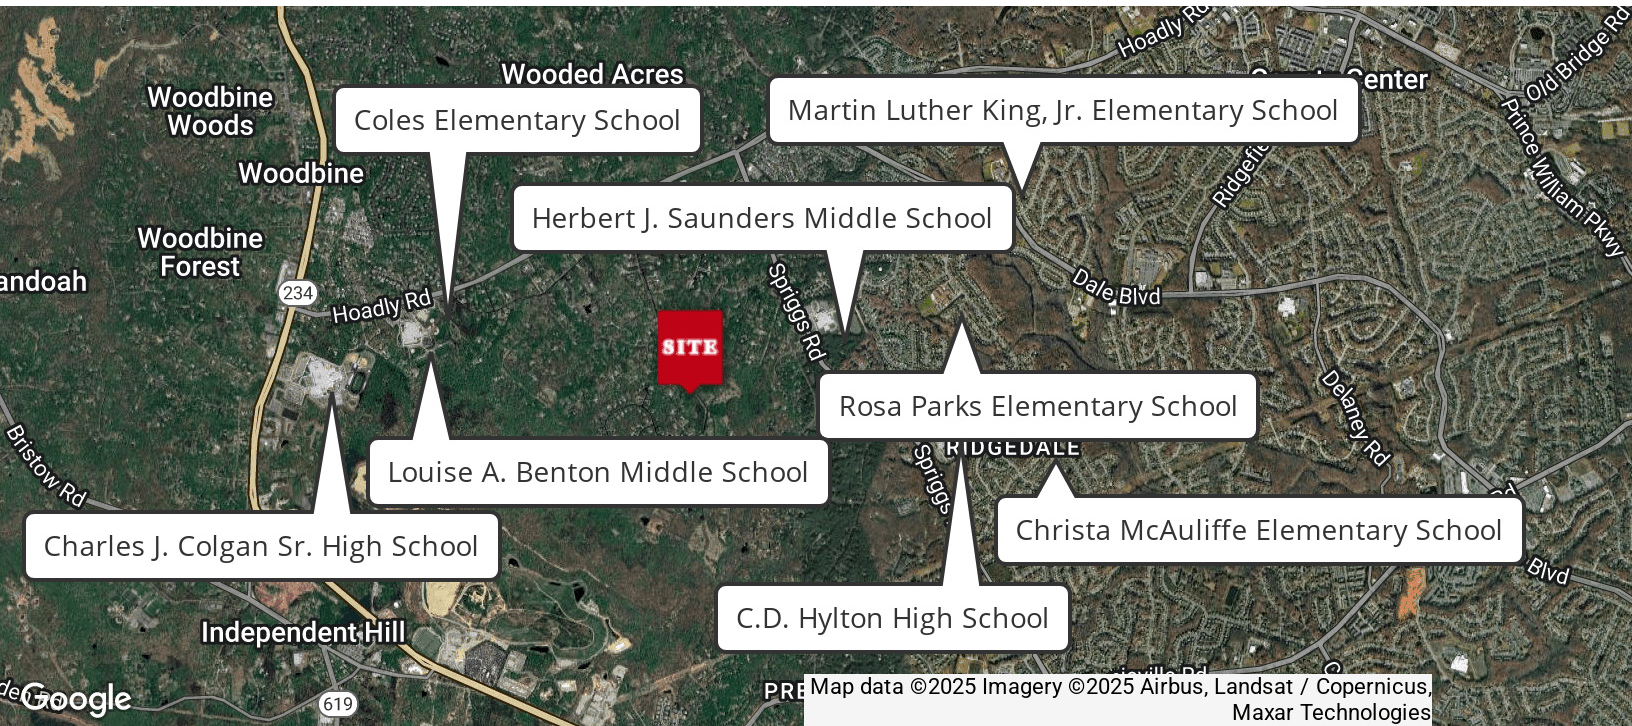 Hoadly Rd
Old Bridge Rd
Wooded Acres
Center
Woodbine
Woods
Coles Elementary School
Martin Luther King, Jr. Elementary School
Prince William Pkwy
Woodbine
Herbert J. Saunders Middle School
Woodbine
Forest
andoah
234
Hoadly Rd
Spriggs Rd
Dale Blvd
SITE
Rosa Parks Elementary School
Delaney Rd
Bristow Rd
RIDGEDALE
Louise A. Benton Middle School
Spriggs
Charles J. Colgan Sr. High School
Christa McAuliffe Elementary School
Blvd
C.D. Hylton High School
Independent Hill
Google
619
PRE
Map data ©2025 Imagery ©2025 Airbus, Landsat / Copernicus,
Maxar Technologies